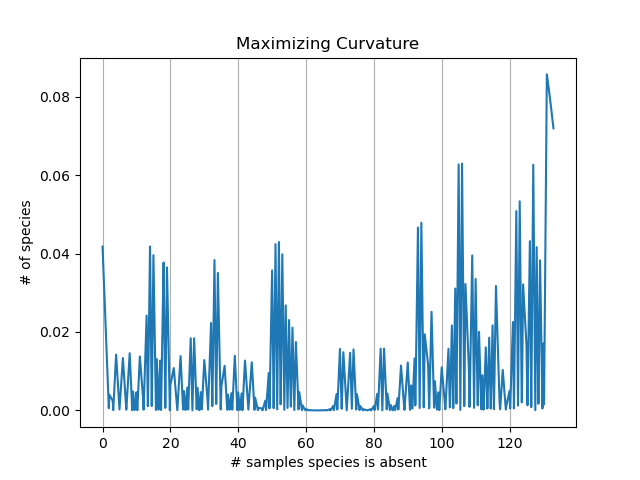 Maximizing Curvature
0.08
0.06
0.04
0.02
0.00
# of species
0 20 40 60 80 100 120
# samples species is absent